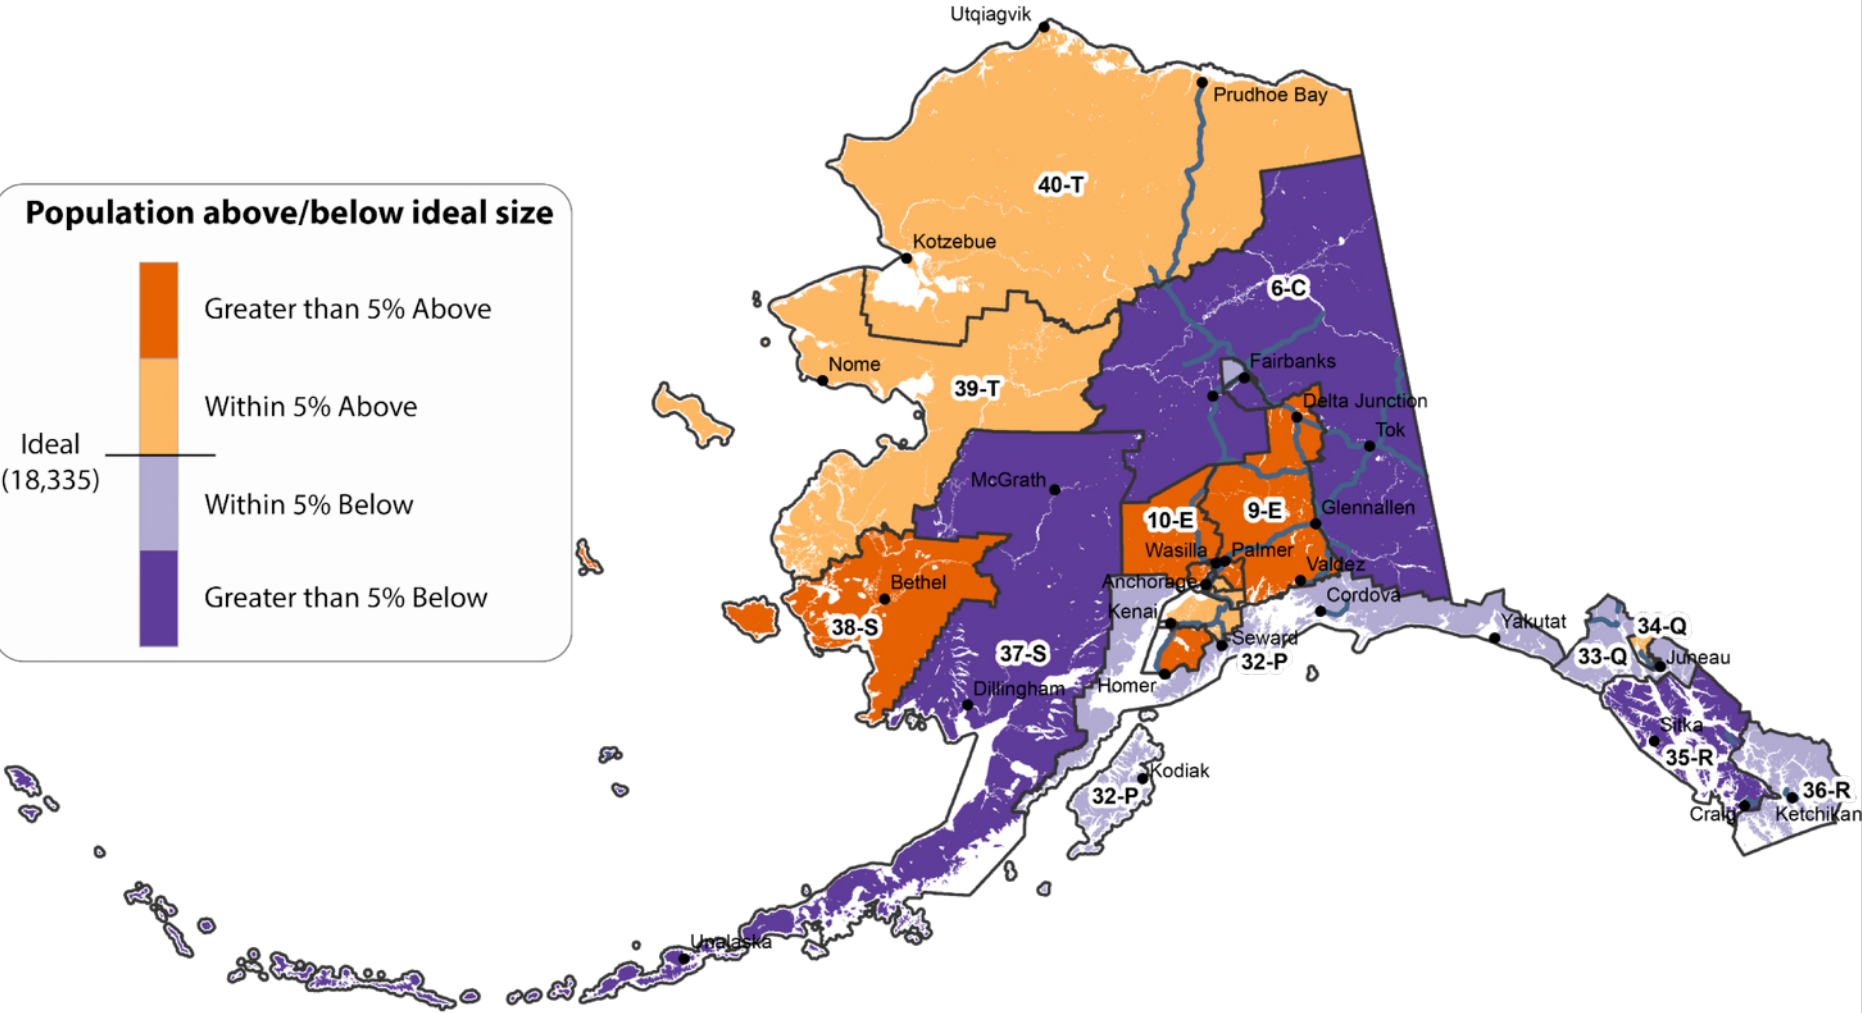 Utqiagvik
Prudhoe Bay
40-T
Kotzebue
6-C
Fairbanks
Nome
39-T
Delta Junction
Tok
McGrath
10-E
9-E
Glennallen
Wasilla
Palmer
Valdez
Bethel
Anchorage
Cordova
Kenai
38-S
Yakutat
34-Q
Seward
37-S
32-P
33-Q
Juneau
Dillingham
Homer
Sitka
35-R
Kodiak
32-P
36-R
Craig
Ketchikan
Unalaska
Population above/below ideal size
Greater than 5% Above
Within 5% Above
Ideal
(18,335)
Within 5% Below
Greater than 5% Below